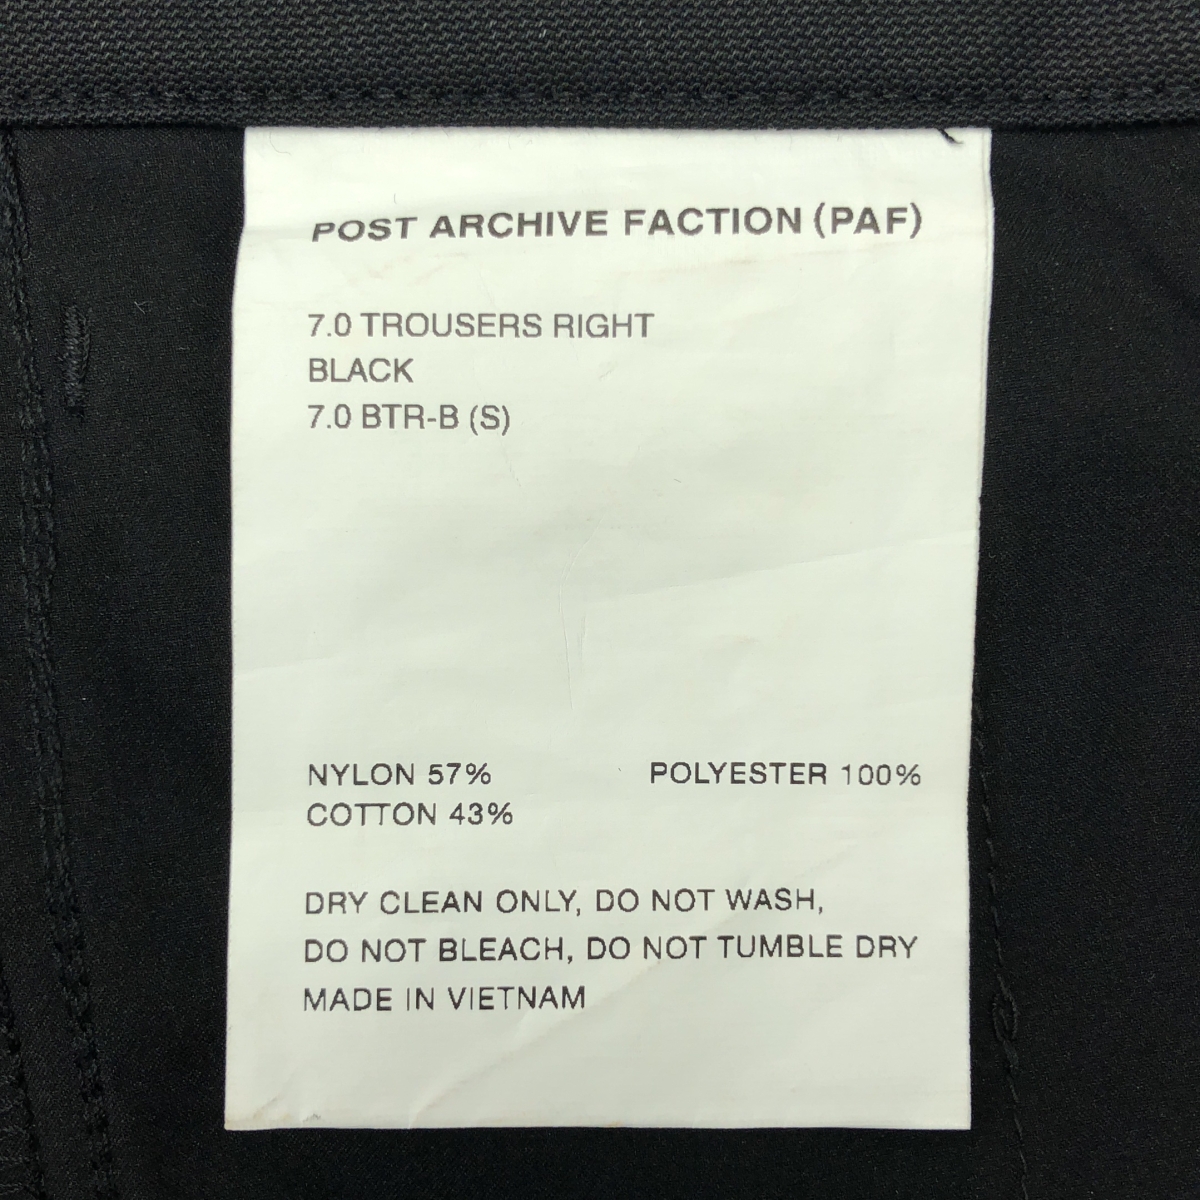 POST ARCHIVE FACTION (PAF)
7.0 TROUSERS RIGHT
BLACK
7.0 BTR-B (S)
NYLON 57% POLYESTER 100%
COTTON 43%
DRY CLEAN ONLY, DO NOT WASH,
DO NOT BLEACH, DO NOT TUMBLE DRY
MADE IN VIETNAM